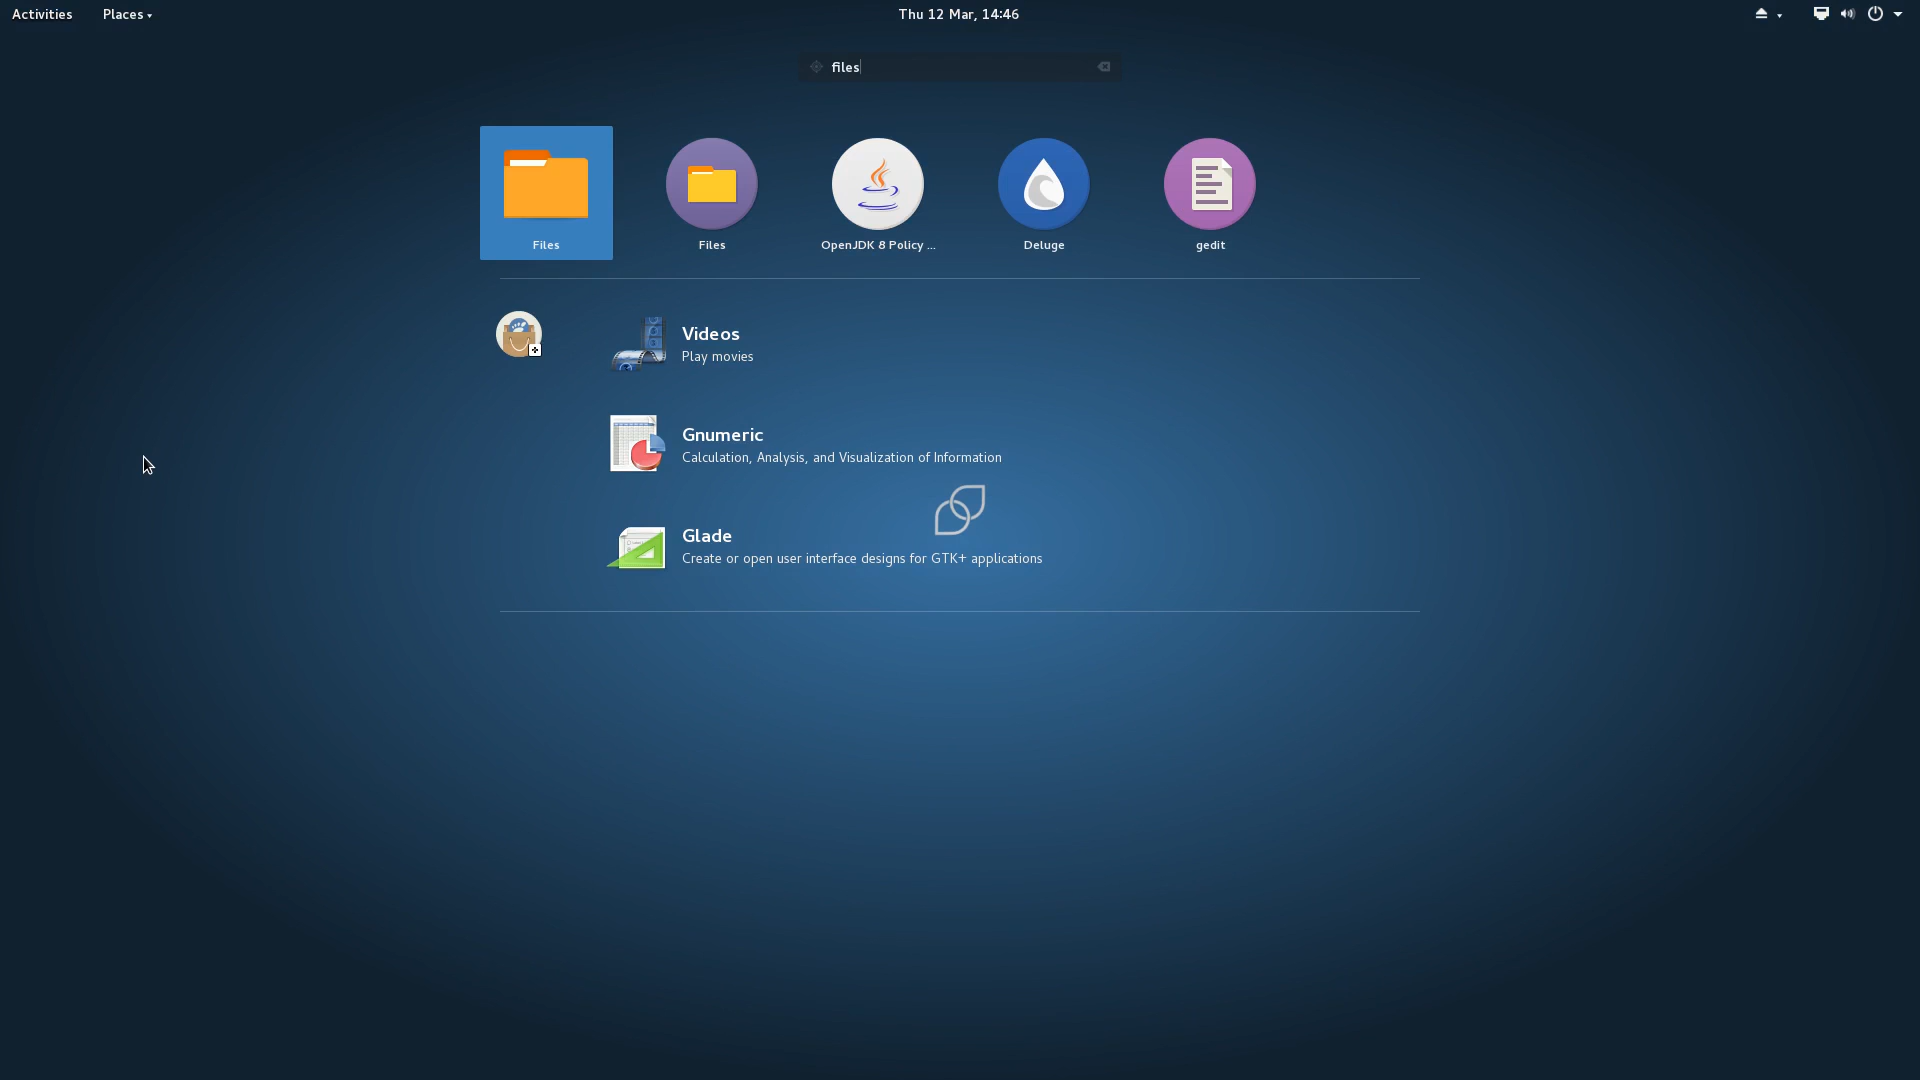 Activities Places Thu 12 Mar, 14:46
files
Files Files OpenJDK 8 Policy ... Deluge gedit
Videos
Play movies
Gnumeric
Calculation, Analysis, and Visualization of Information
Glade
Create or open user interface designs for GTK+ applications